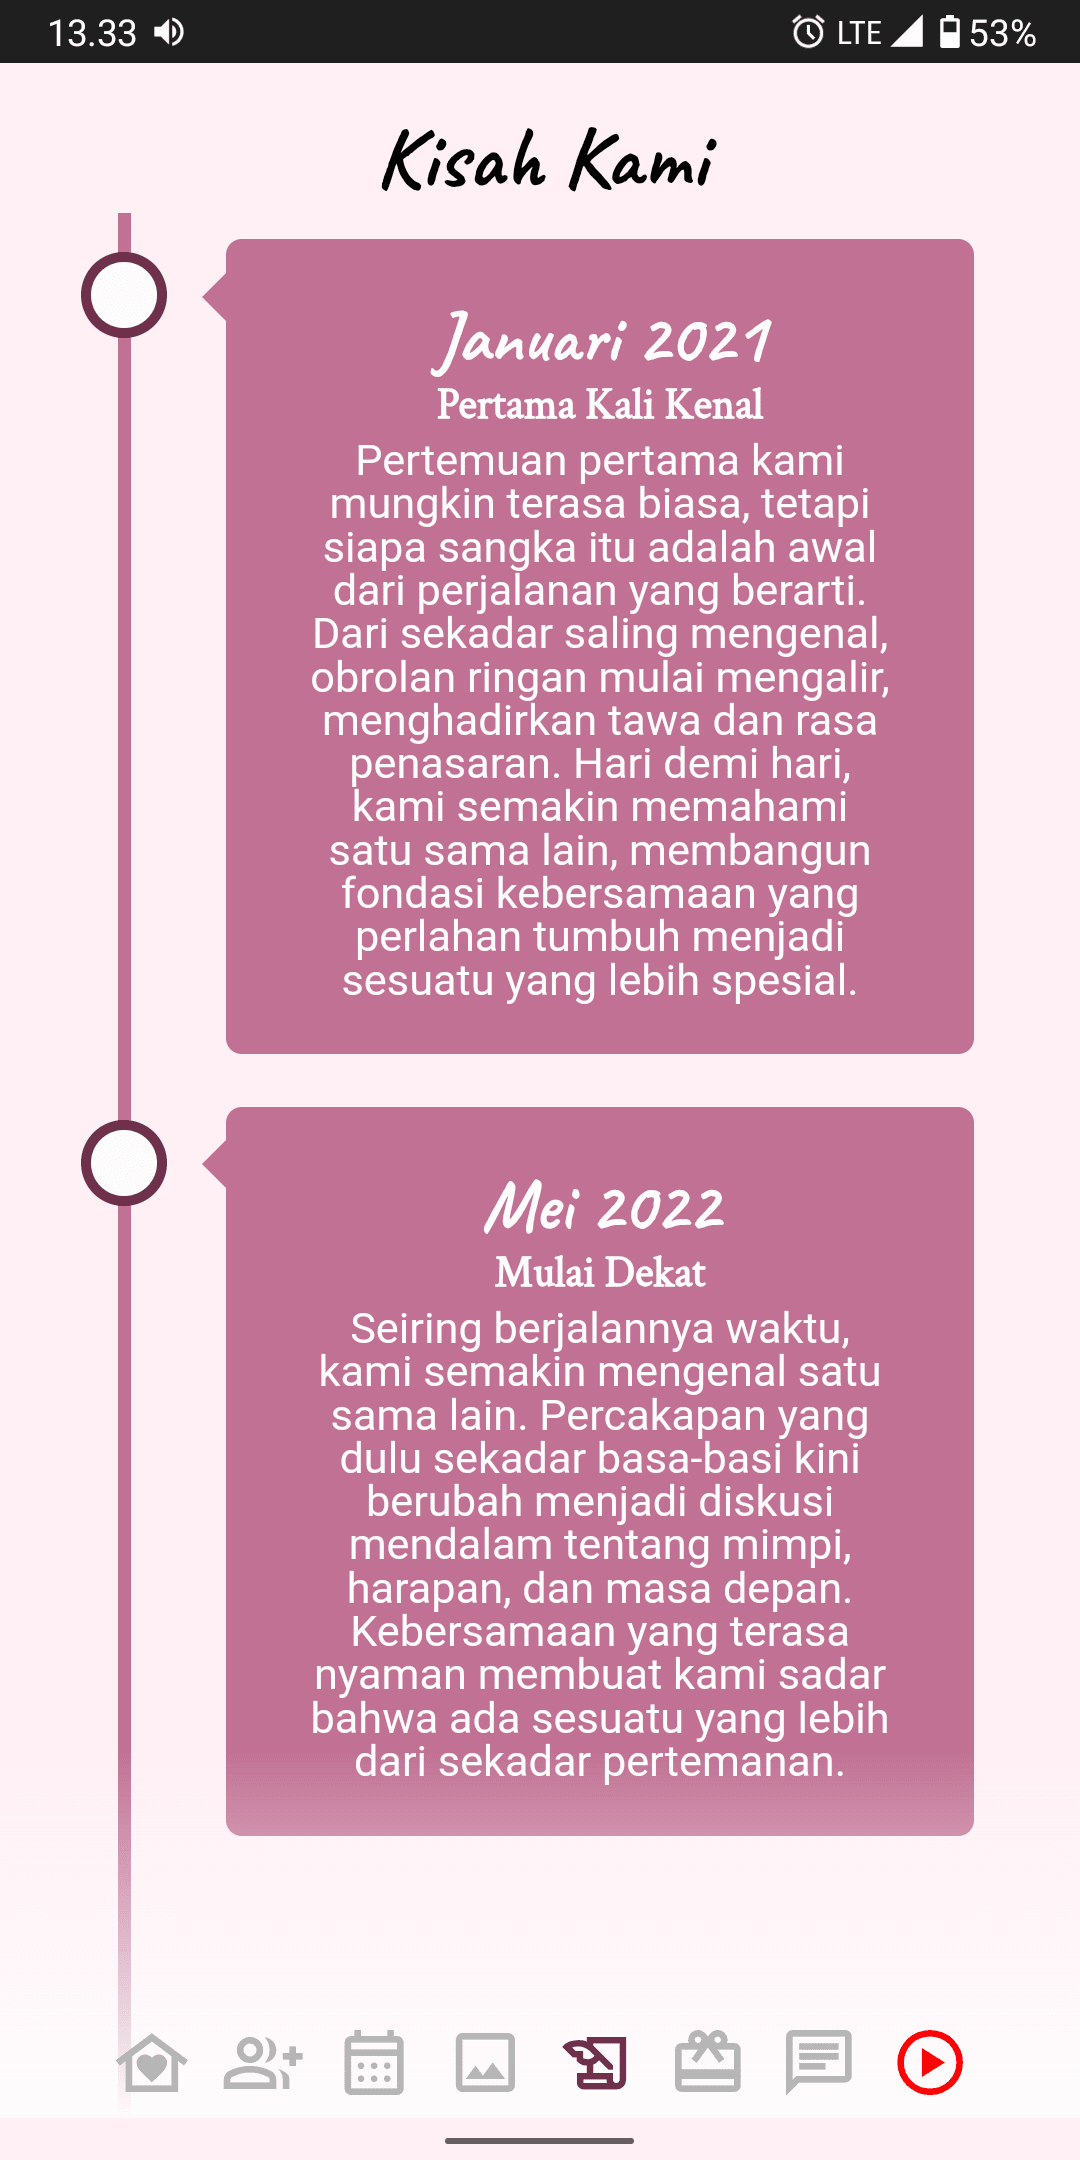 13.33
LTE
53%
Kisah Kami
Januari 2021
Pertama Kali Kenal
Pertemuan pertama kami
mungkin terasa biasa, tetapi
siapa sangka itu adalah awal
dari perjalanan yang berarti.
Dari sekadar saling mengenal,
obrolan ringan mulai mengalir,
menghadirkan tawa dan rasa
penasaran. Hari demi hari,
kami semakin memahami
satu sama lain, membangun
fondasi kebersamaan yang
perlahan tumbuh menjadi
sesuatu yang lebih spesial.
Mei 2022
Mulai Dekat
Seiring berjalannya waktu,
kami semakin mengenal satu
sama lain. Percakapan yang
dulu sekadar basa-basi kini
berubah menjadi diskusi
mendalam tentang mimpi,
harapan, dan masa depan.
Kebersamaan yang terasa
nyaman membuat kami sadar
bahwa ada sesuatu yang lebih
dari sekadar pertemanan.